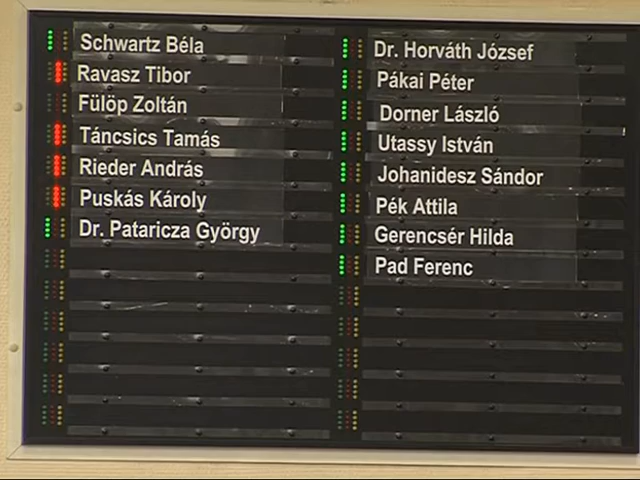 Schwartz Béla
Ravasz Tibor
Fülöp Zoltán
Táncsics Tamás
Rieder András
Puskás Károly
Dr. Pataricza György
Dr. Horváth József
Pákai Péter
Dorner László
Utassy István
Johanidesz Sándor
Pék Attila
Gerencsér Hilda
Pad Ferenc